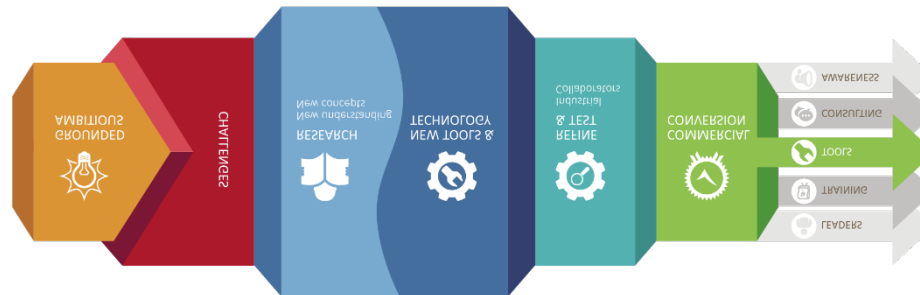 GROUNDED
AMBITIOUS
CHALLENGES
RESEARCH
New understanding
New concepts
NEW TOOLS &
TECHNOLOGY
REFINE
& TEST
Industrial
Collaborators
COMMERCIAL
CONVERSION
LEADERS
TRAINING
TOOLS
CONSULTING
AWARENESS